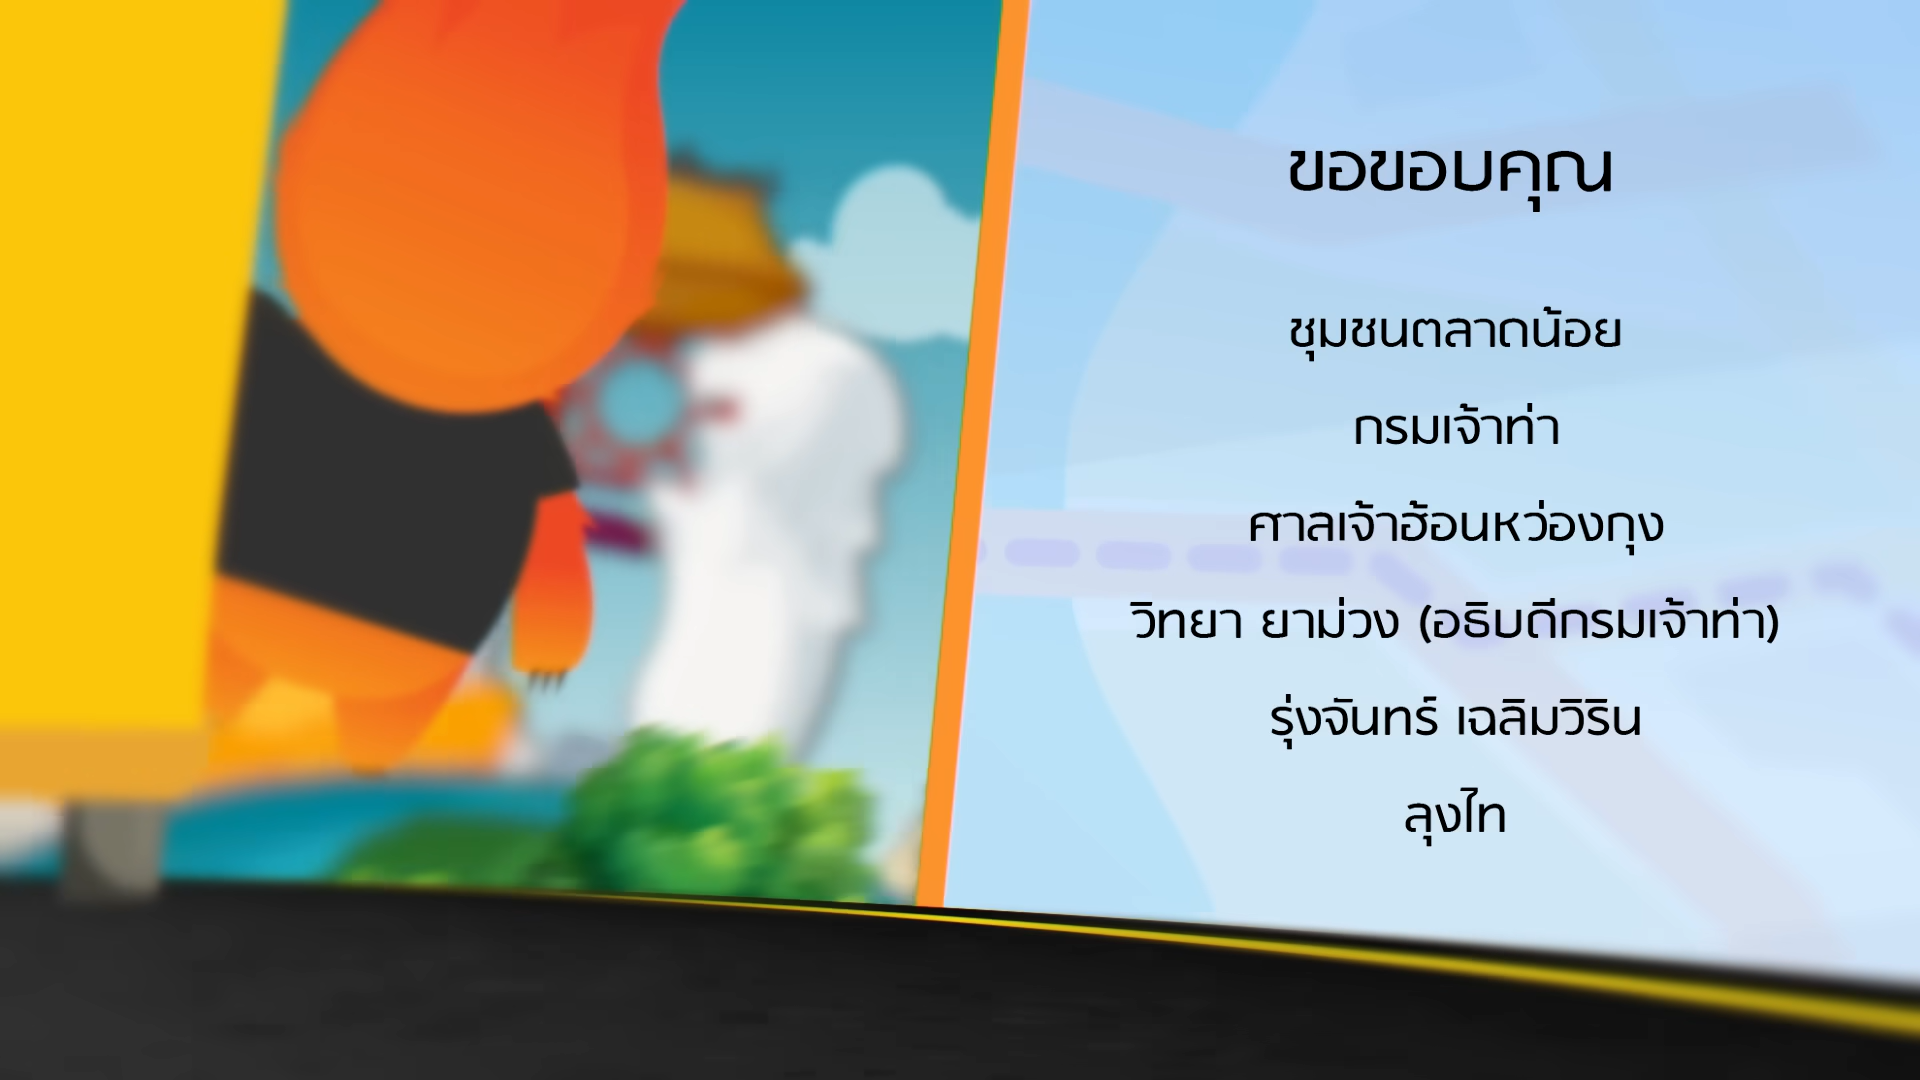 ขอขอบคุณ
ชุมชนตลาดน้อย
กรมเจ้าท่า
ศาลเจ้าฮ้อนหว่องกุง
วิทยา ยาม่วง (อธิบดีกรมเจ้าท่า)
รุ่งจันทร์ เฉลิมวิริน
ลุงไท